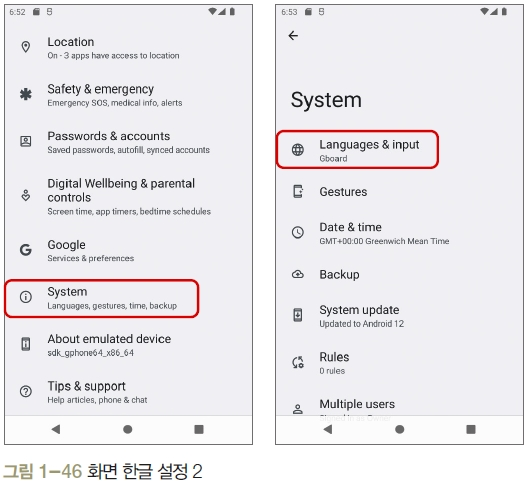 6:52
Location
On - 3 apps have access to location
Safety & emergency
Emergency SOS, medical info, alerts
Passwords & accounts
Saved passwords, autofill, synced accounts
Digital Wellbeing & parental
controls
Screen time, app timers, bedtime schedules
Google
Services & preferences
System
Languages, gestures, time, backup
About emulated device
sdk_gphone64_x86_64
Tips & support
Help articles, phone & chat
6:53
System
Languages & input
Gboard
Gestures
Date & time
GMT+00:00 Greenwich Mean Time
Backup
System update
Updated to Android 12
Rules
0 rules
Multiple users
그림 1-46 화면 한글 설정 2